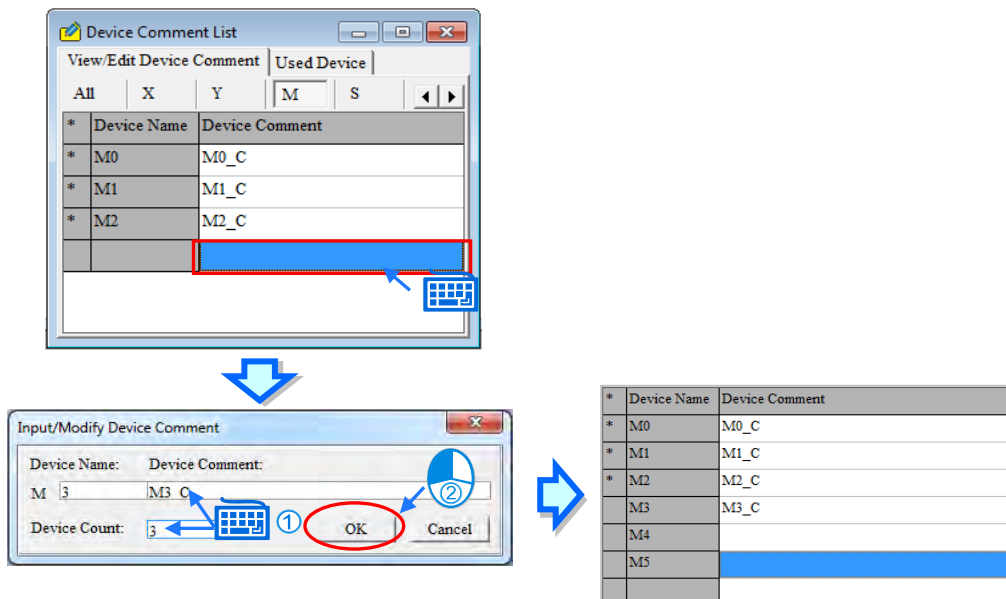 Device Comment List
View/Edit Device Comment Used Device
All X Y M S
* Device Name Device Comment
* M0 M0_C
* M1 M1_C
* M2 M2_C
Input/Modify Device Comment
Device Name: Device Comment:
M 3 M3_C
Device Count: 3 ① OK ② Cancel
* Device Name Device Comment
* M0 M0_C
* M1 M1_C
* M2 M2_C
M3 M3_C
M4
M5